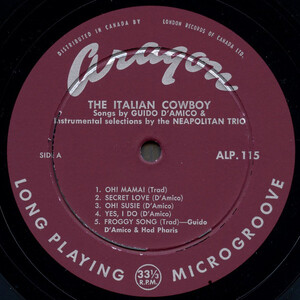 DISTRIBUTED IN CANADA BY LONDON RECORDS OF CANADA LTD.
Aragon
THE ITALIAN COWBOY
Songs by GUIDO D'AMICO &
Instrumental selections by the NEAPOLITAN TRIO
SIDE A
ALP. 115
1. OH! MAMA! (Trad)
2. SECRET LOVE (D'Amico)
3. OH! SUSIE (D'Amico)
4. YES, I DO (D'Amico)
5. FROGGY SONG (Trad)—Guido
D'Amico & Hod Pharis
LONG PLAYING MICROGROOVE
33⅓
R.P.M.